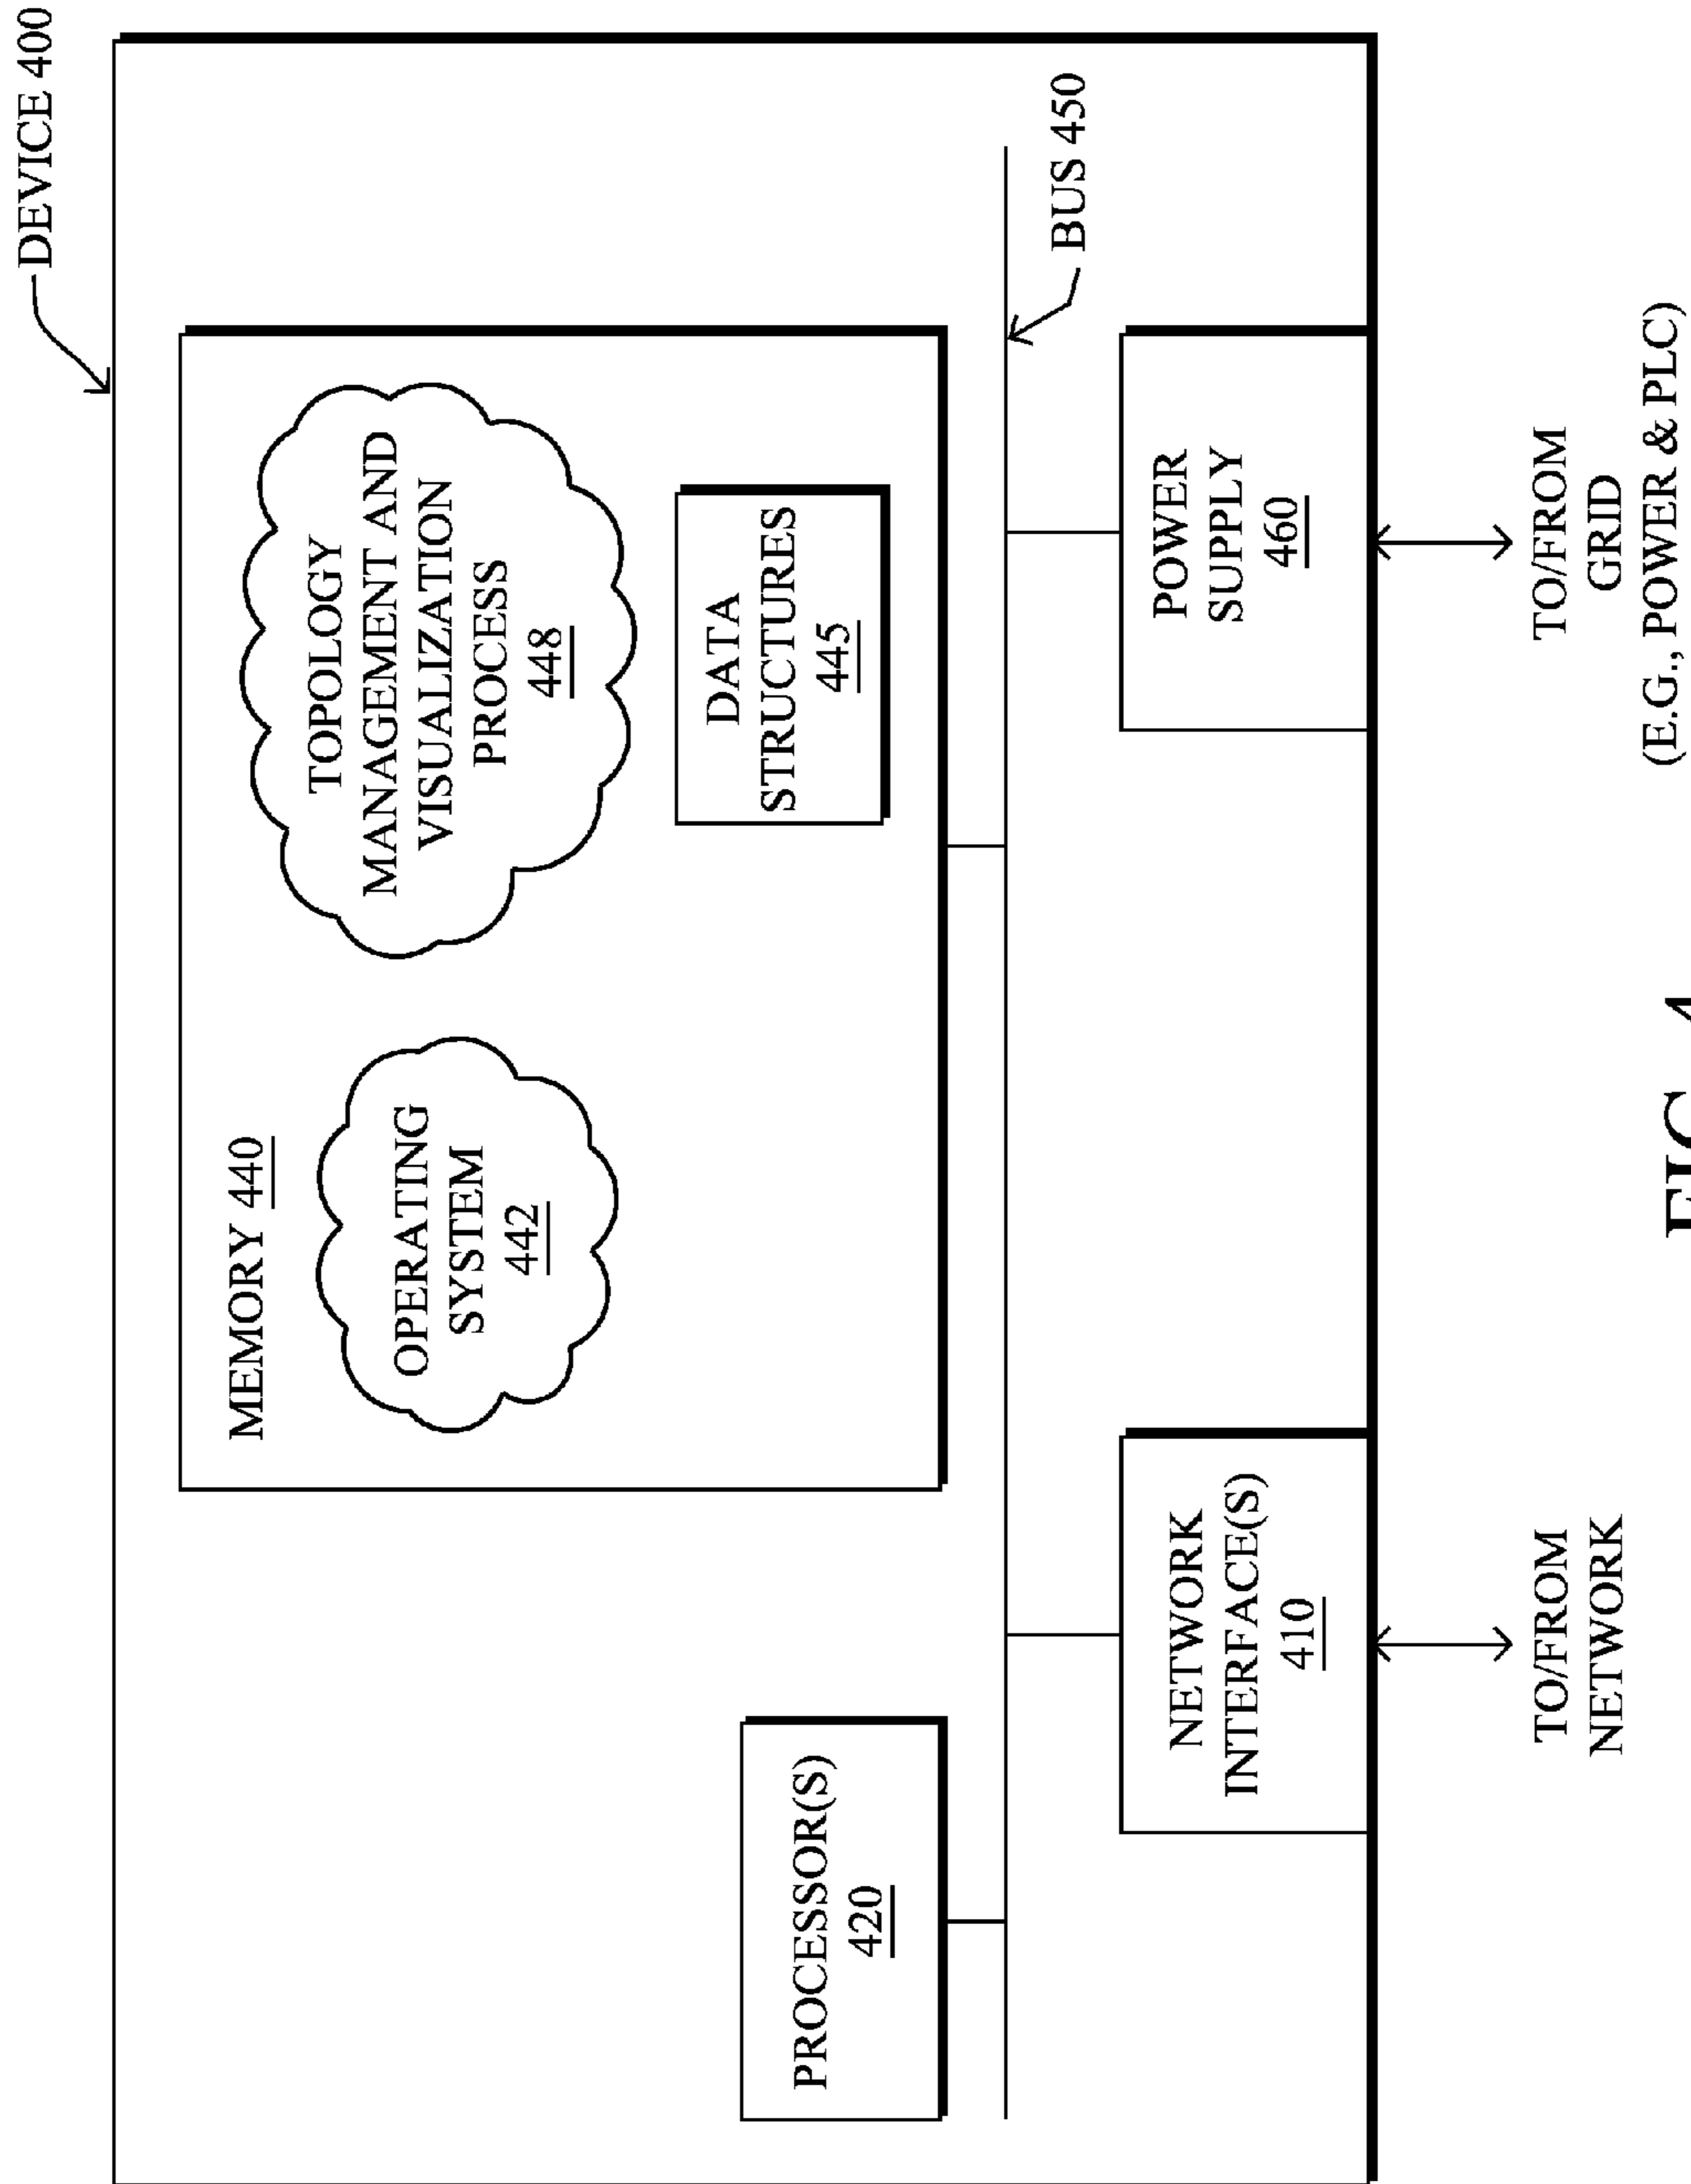 DEVICE 400
MEMORY 440
OPERATING
SYSTEM
442
TOPOLOGY
MANAGEMENT AND
VISUALIZATION
PROCESS
448
DATA
STRUCTURES
445
PROCESSOR(S)
420
BUS 450
NETWORK
INTERFACE(S)
410
POWER
SUPPLY
460
TO/FROM
NETWORK
TO/FROM
GRID
(E.G., POWER & PLC)